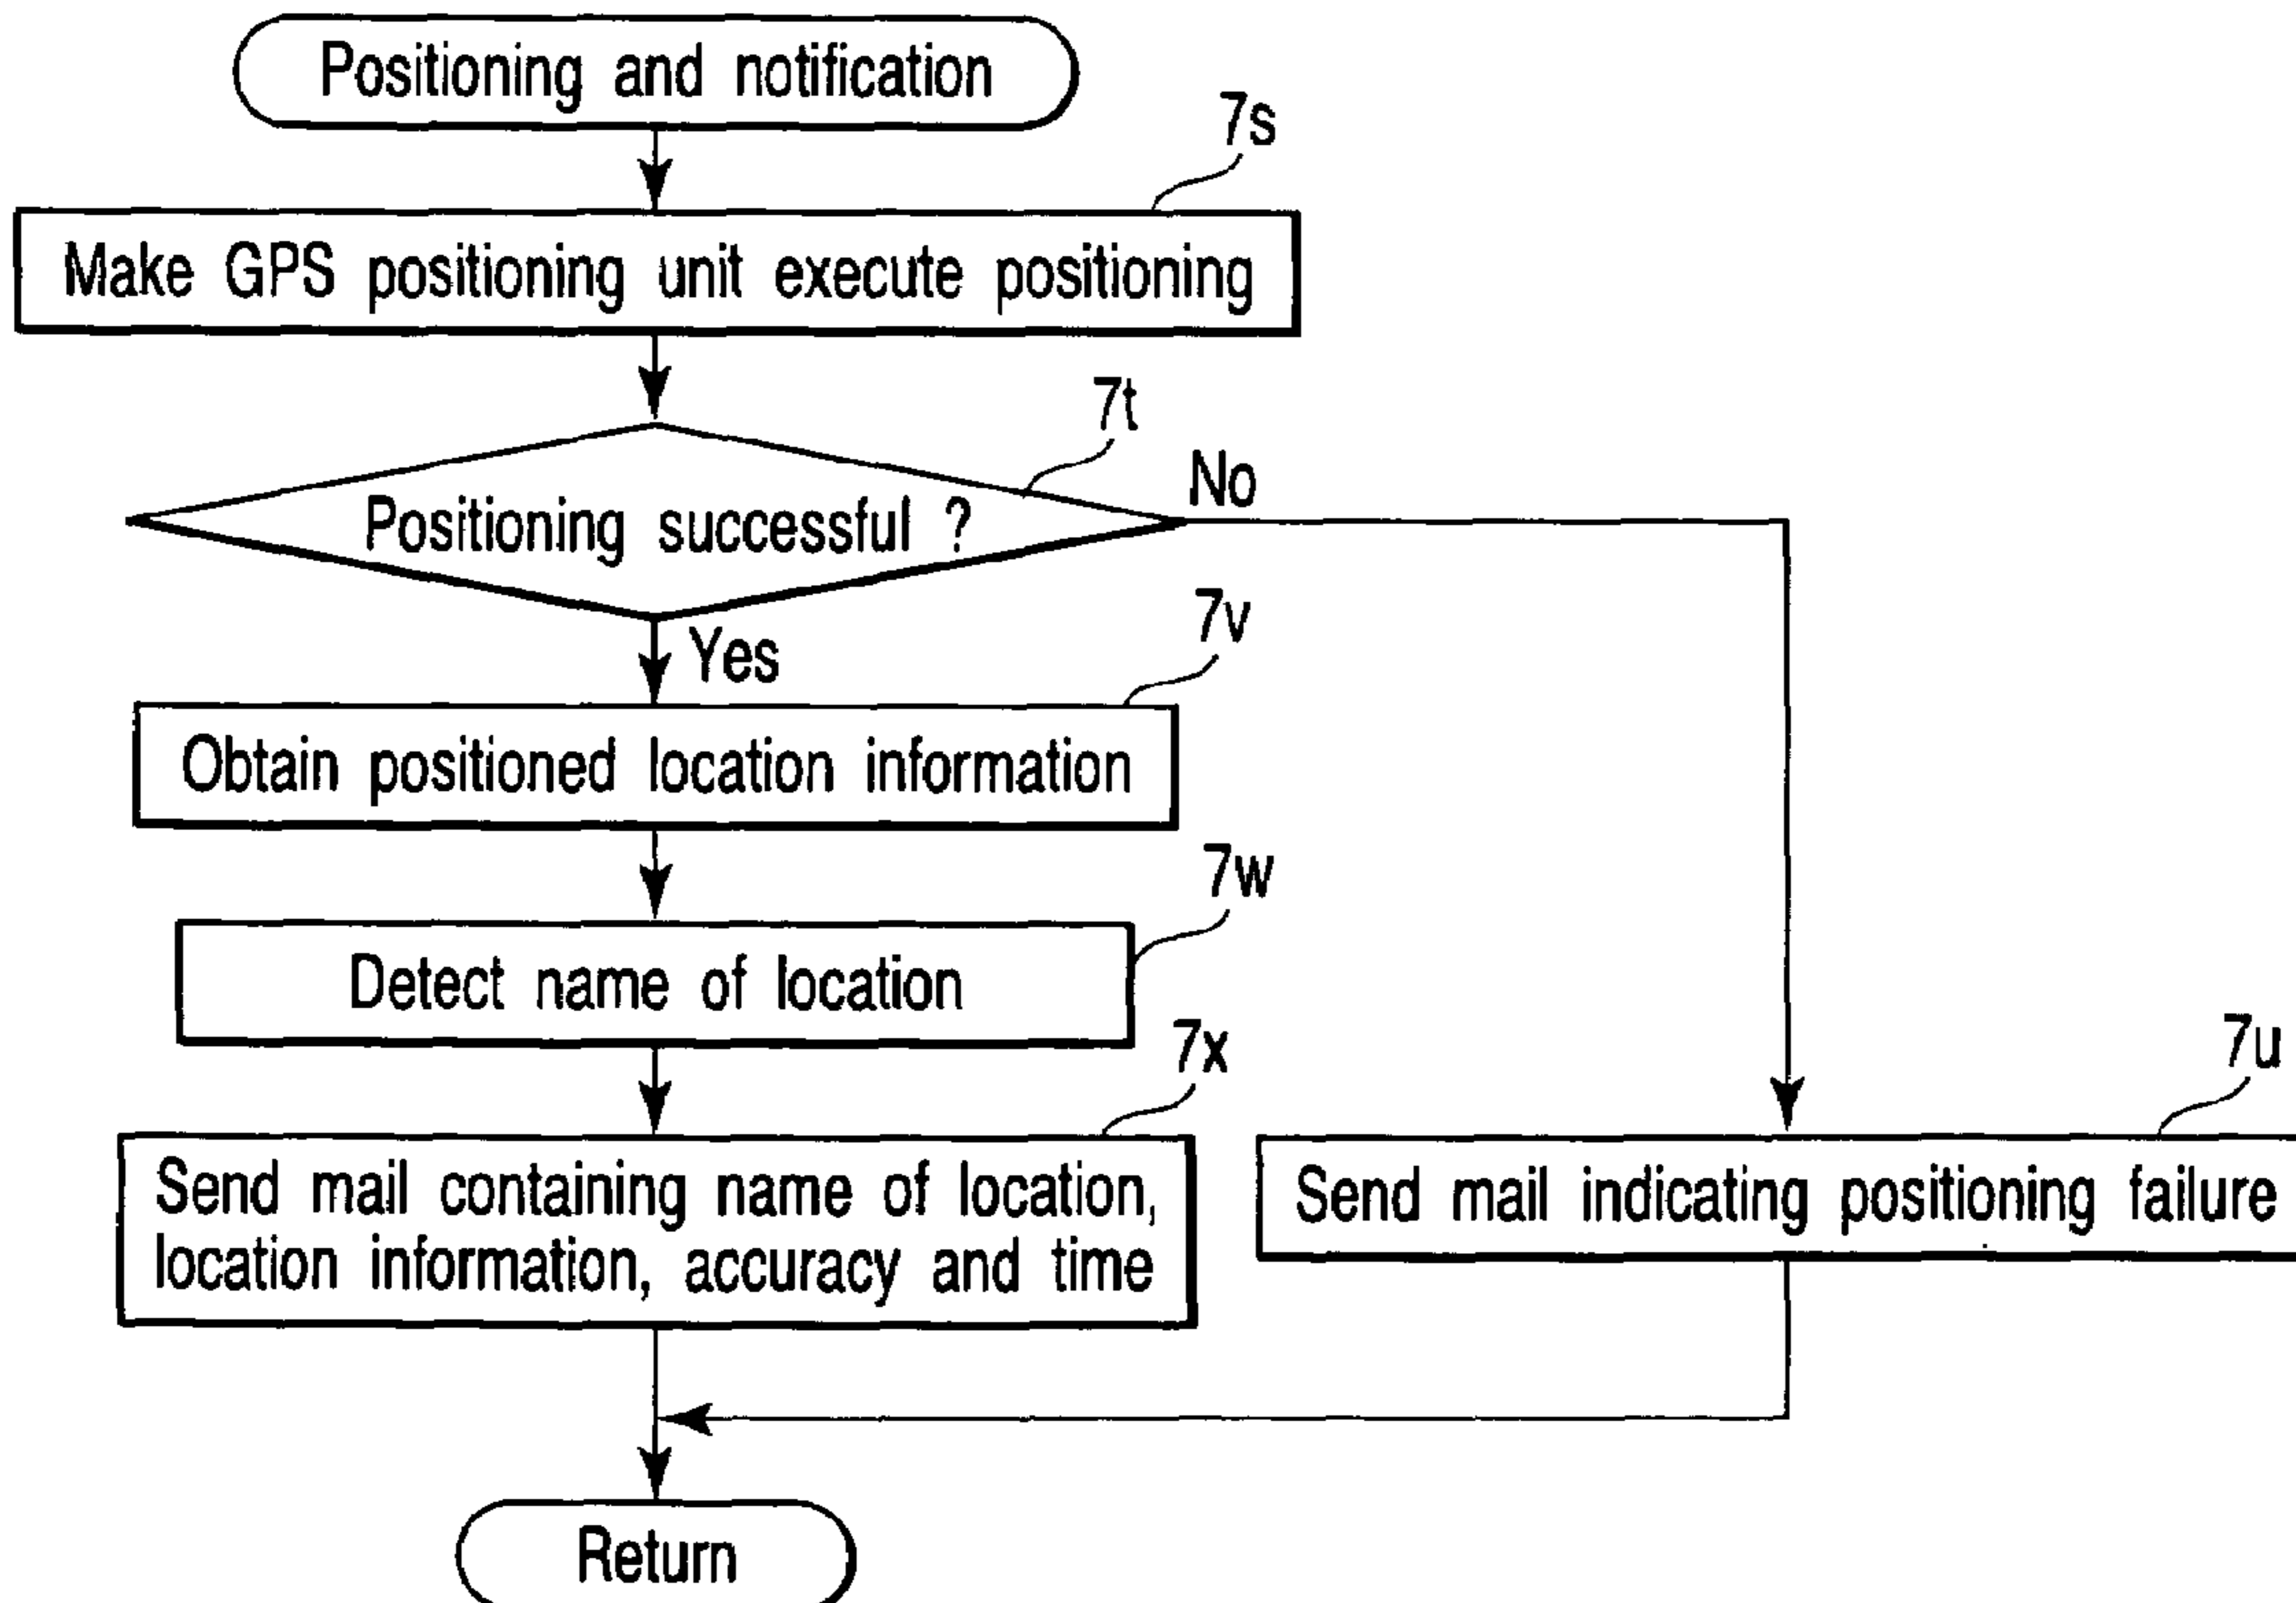 Positioning and notification
7s
Make GPS positioning unit execute positioning
7t
Positioning successful ?
No
Yes
7v
Obtain positioned location information
7w
Detect name of location
7x
Send mail containing name of location,
location information, accuracy and time
7u
Send mail indicating positioning failure
Return